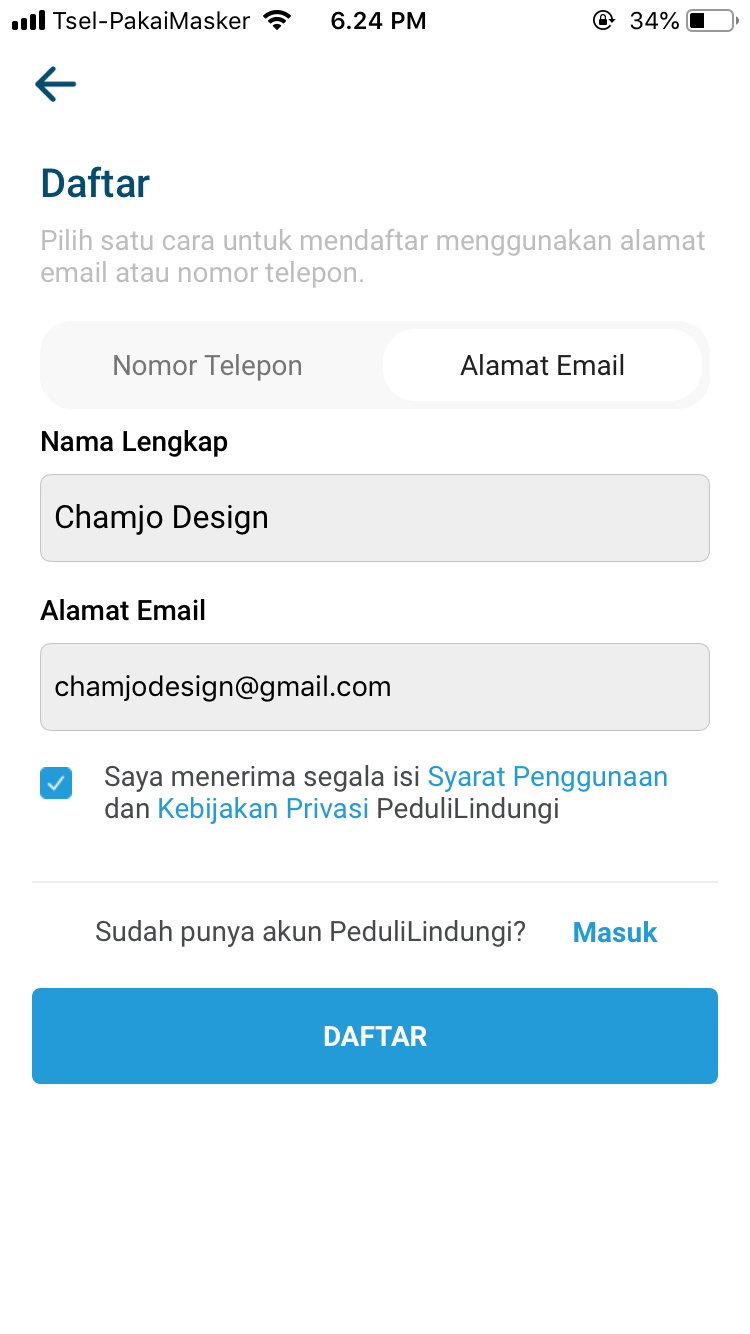 Tsel-PakaiMasker 6.24 PM 34%
Daftar
Pilih satu cara untuk mendaftar menggunakan alamat
email atau nomor telepon.
Nomor Telepon Alamat Email
Nama Lengkap
Chamjo Design
Alamat Email
chamjodesign@gmail.com
Saya menerima segala isi Syarat Penggunaan
dan Kebijakan Privasi PeduliLindungi
Sudah punya akun PeduliLindungi? Masuk
DAFTAR